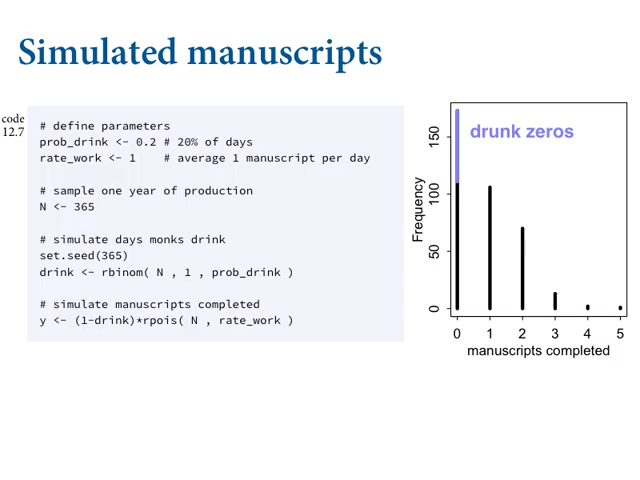 Simulated manuscripts
code
12.7
# define parameters
prob_drink <- 0.2 # 20% of days
rate_work <- 1    # average 1 manuscript per day
# sample one year of production
N <- 365
# simulate days monks drink
set.seed(365)
drink <- rbinom( N , 1 , prob_drink )
# simulate manuscripts completed
y <- (1-drink)*rpois( N , rate_work )
drunk zeros
Frequency
150
100
50
0
0 1 2 3 4 5
manuscripts completed